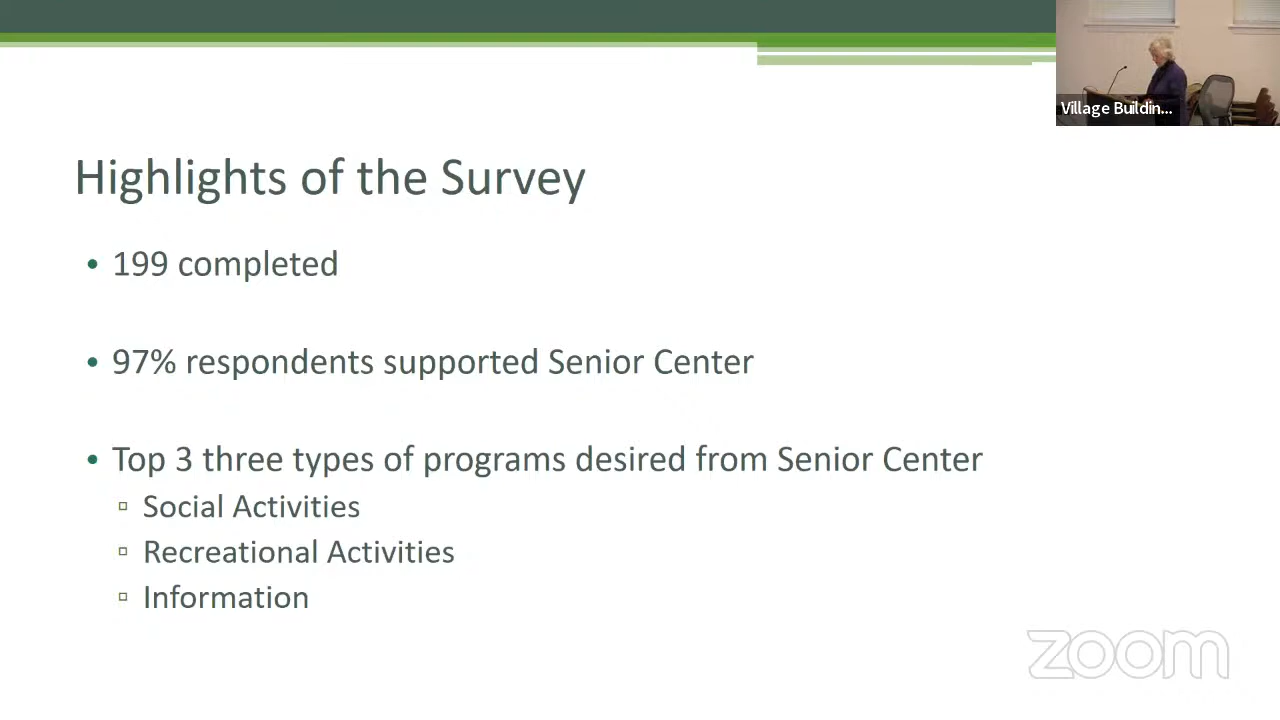 Village Buildin...
Highlights of the Survey
• 199 completed
• 97% respondents supported Senior Center
• Top 3 three types of programs desired from Senior Center
▫ Social Activities
▫ Recreational Activities
▫ Information
zoom